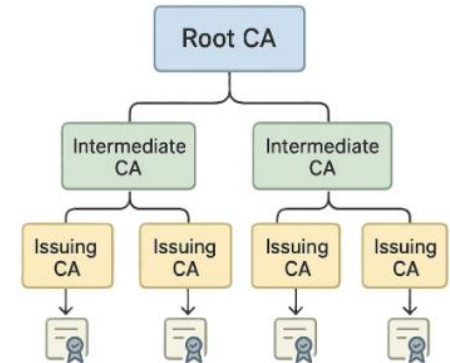 Root CA
Intermediate
CA
Intermediate
CA
Issuing
CA
Issuing
CA
Issuing
CA
Issuing
CA